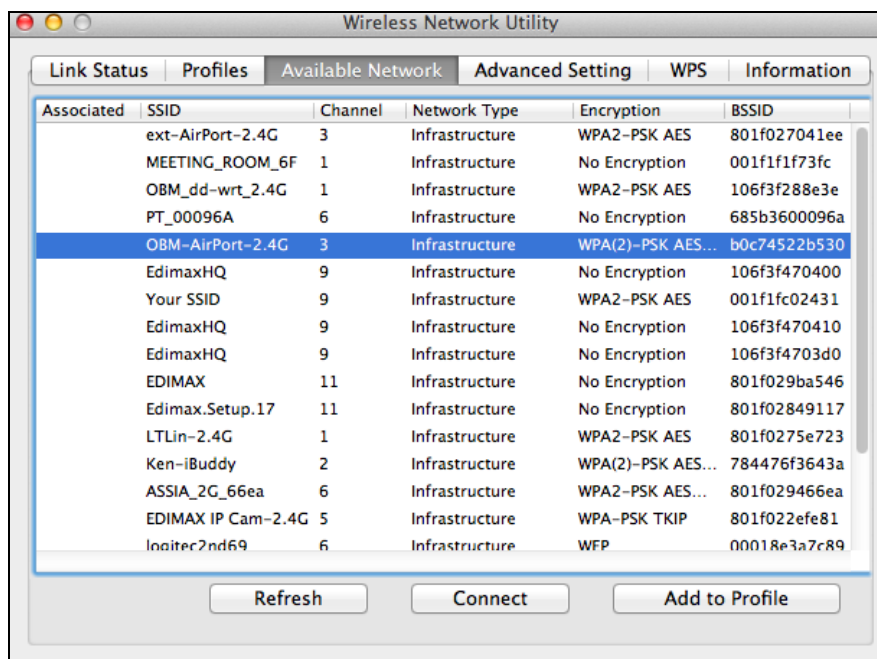 Wireless Network Utility
Link Status Profiles Available Network Advanced Setting WPS Information
Associated SSID Channel Network Type Encryption BSSID
ext-AirPort-2.4G 3 Infrastructure WPA2-PSK AES 801f027041ee
MEETING_ROOM_6F 1 Infrastructure No Encryption 001f1f1f73fc
OBM_dd-wrt_2.4G 1 Infrastructure WPA2-PSK AES 106f3f288e3e
PT_00096A 6 Infrastructure No Encryption 685b3600096a
OBM-AirPort-2.4G 3 Infrastructure WPA(2)-PSK AES... b0c74522b530
EdimaxHQ 9 Infrastructure No Encryption 106f3f470400
Your SSID 9 Infrastructure WPA2-PSK AES 001f1fc02431
EdimaxHQ 9 Infrastructure No Encryption 106f3f470410
EdimaxHQ 9 Infrastructure No Encryption 106f3f4703d0
EDIMAX 11 Infrastructure No Encryption 801f029ba546
Edimax.Setup.17 11 Infrastructure No Encryption 801f02849117
LTLin-2.4G 1 Infrastructure WPA2-PSK AES 801f0275e723
Ken-iBuddy 2 Infrastructure WPA(2)-PSK AES... 784476f3643a
ASSIA_2G_66ea 6 Infrastructure WPA2-PSK AES... 801f029466ea
EDIMAX IP Cam-2.4G 5 Infrastructure WPA-PSK TKIP 801f022efe81
logitec2nd69 6 Infrastructure WEP 00018e3a7c89
Refresh Connect Add to Profile